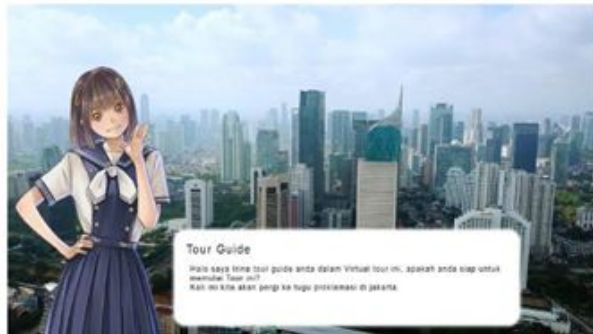 Tour Guide
Halo saya Irina tour guide anda dalam Virtual tour ini, apakah anda siap untuk
memulai Tour ini?
Kali ini kita akan pergi ke tugu proklamasi di jakarta.